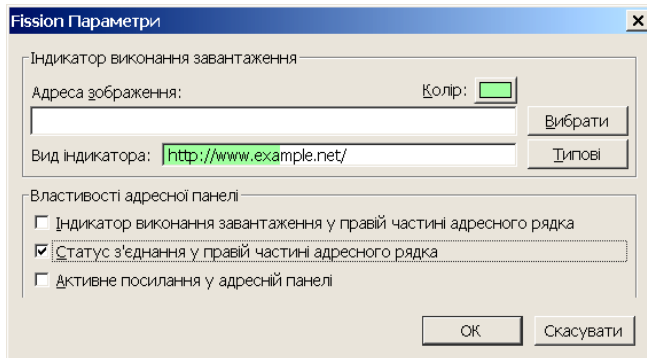 Fission Параметри
Індикатор виконання завантаження
Адреса зображення:
Колір:
Вибрати
Вид індикатора: http://www.example.net/
Типові
Властивості адресної панелі
Індикатор виконання завантаження у правій частині адресного рядка
Статус з'єднання у правій частині адресного рядка
Активне посилання у адресній панелі
OK
Скасувати